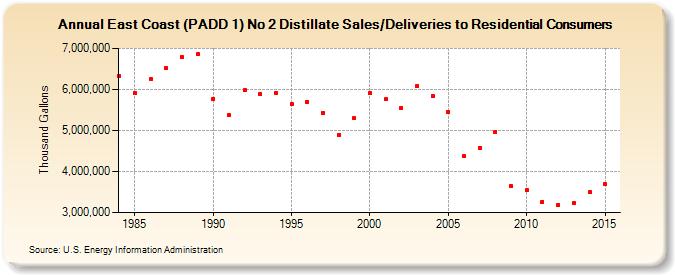 Annual East Coast (PADD 1) No 2 Distillate Sales/Deliveries to Residential Consumers
Thousand Gallons
7,000,000
6,000,000
5,000,000
4,000,000
3,000,000
1985 1990 1995 2000 2005 2010 2015
Source: U.S. Energy Information Administration